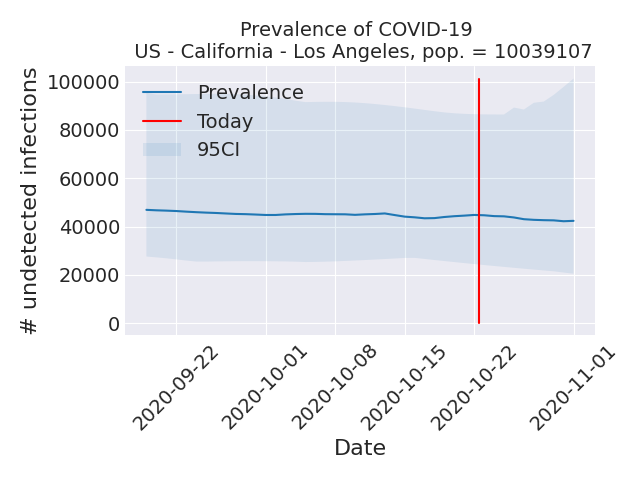 Prevalence of COVID-19
US - California - Los Angeles, pop. = 10039107
# undetected infections
100000
80000
60000
40000
20000
0
Prevalence
Today
95CI
2020-09-22
2020-10-01
2020-10-08
2020-10-15
2020-10-22
2020-11-01
Date